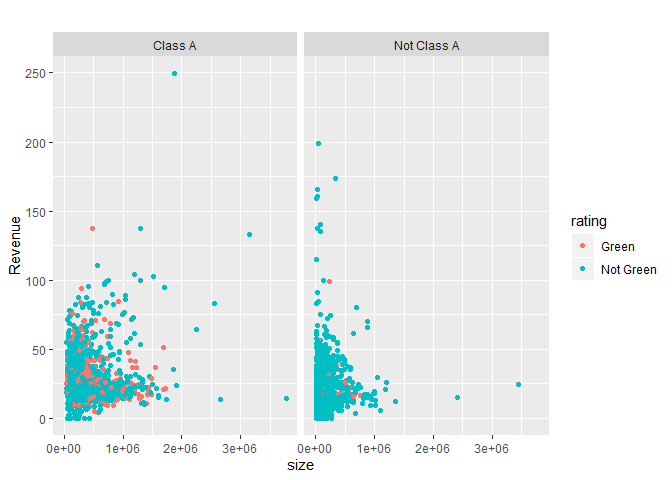 Class A
Not Class A
250
200
150
100
50
0
Revenue
0e+00
1e+06
2e+06
3e+06
0e+00
1e+06
2e+06
3e+06
size
rating
Green
Not Green